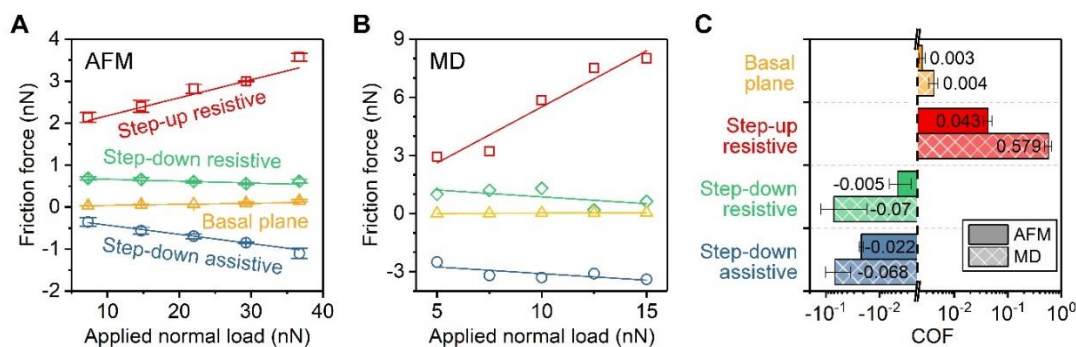 A
AFM
Friction force (nN)
4
3
2
1
0
-1
-2
Step-up resistive
Step-down resistive
Basal plane
Step-down assistive
10
20
30
40
Applied normal load (nN)
B
MD
Friction force (nN)
9
6
3
0
-3
5
10
15
Applied normal load (nN)
C
Basal
plane
0.003
0.004
Step-up
resistive
0.043
0.579
Step-down
resistive
-0.005
-0.07
Step-down
assistive
-0.022
-0.068
AFM
MD
-10⁻¹
-10⁻²
10⁻²
10⁻¹
10⁰
COF